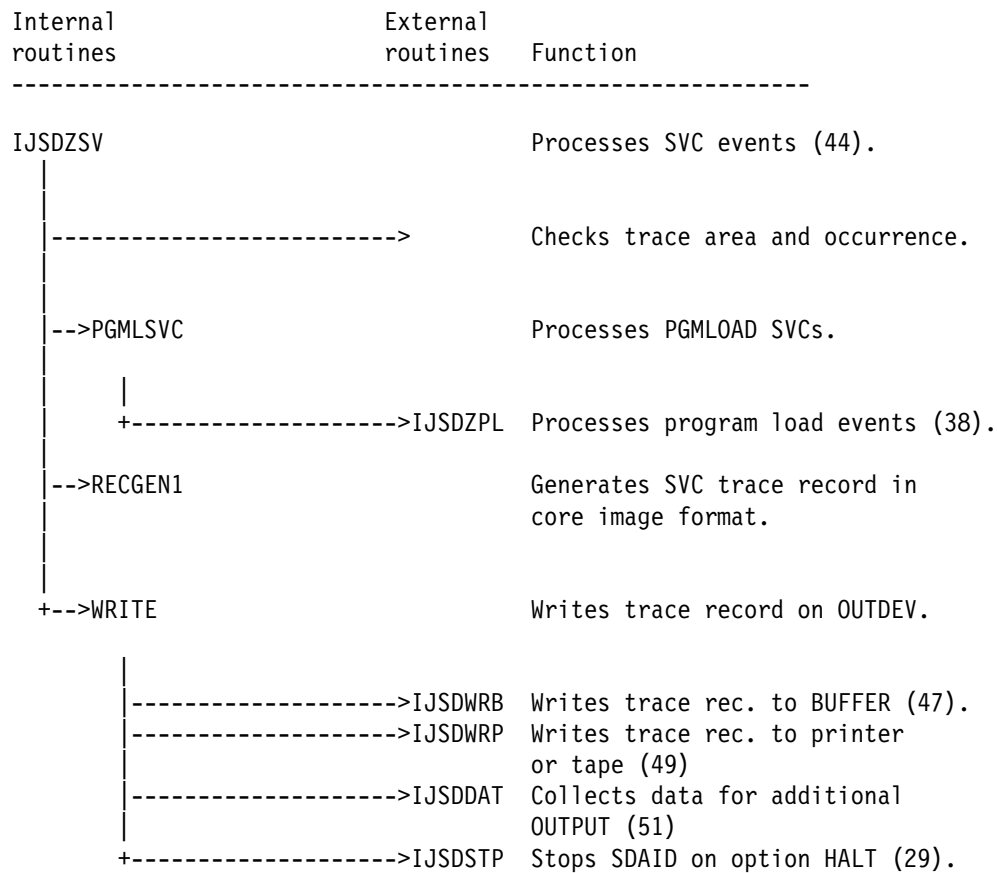 Internal                    External
routines                    routines   Function
------------------------------------------------------------
IJSDZSV                                Processes SVC events (44).
  |
  |
  |-------------------------->         Checks trace area and occurrence.
  |
  |
  |-->PGMLSVC                          Processes PGMLOAD SVCs.
  |
  |     |
  |     +-------------------->IJSDZPL  Processes program load events (38).
  |
  |-->RECGEN1                          Generates SVC trace record in
  |                                    core image format.
  |
  |
  +-->WRITE                            Writes trace record on OUTDEV.
        |
        |-------------------->IJSDWRB  Writes trace rec. to BUFFER (47).
        |-------------------->IJSDWRP  Writes trace rec. to printer
        |                              or tape (49)
        |-------------------->IJSDDAT  Collects data for additional
        |                              OUTPUT (51)
        +-------------------->IJSDSTP  Stops SDAID on option HALT (29).